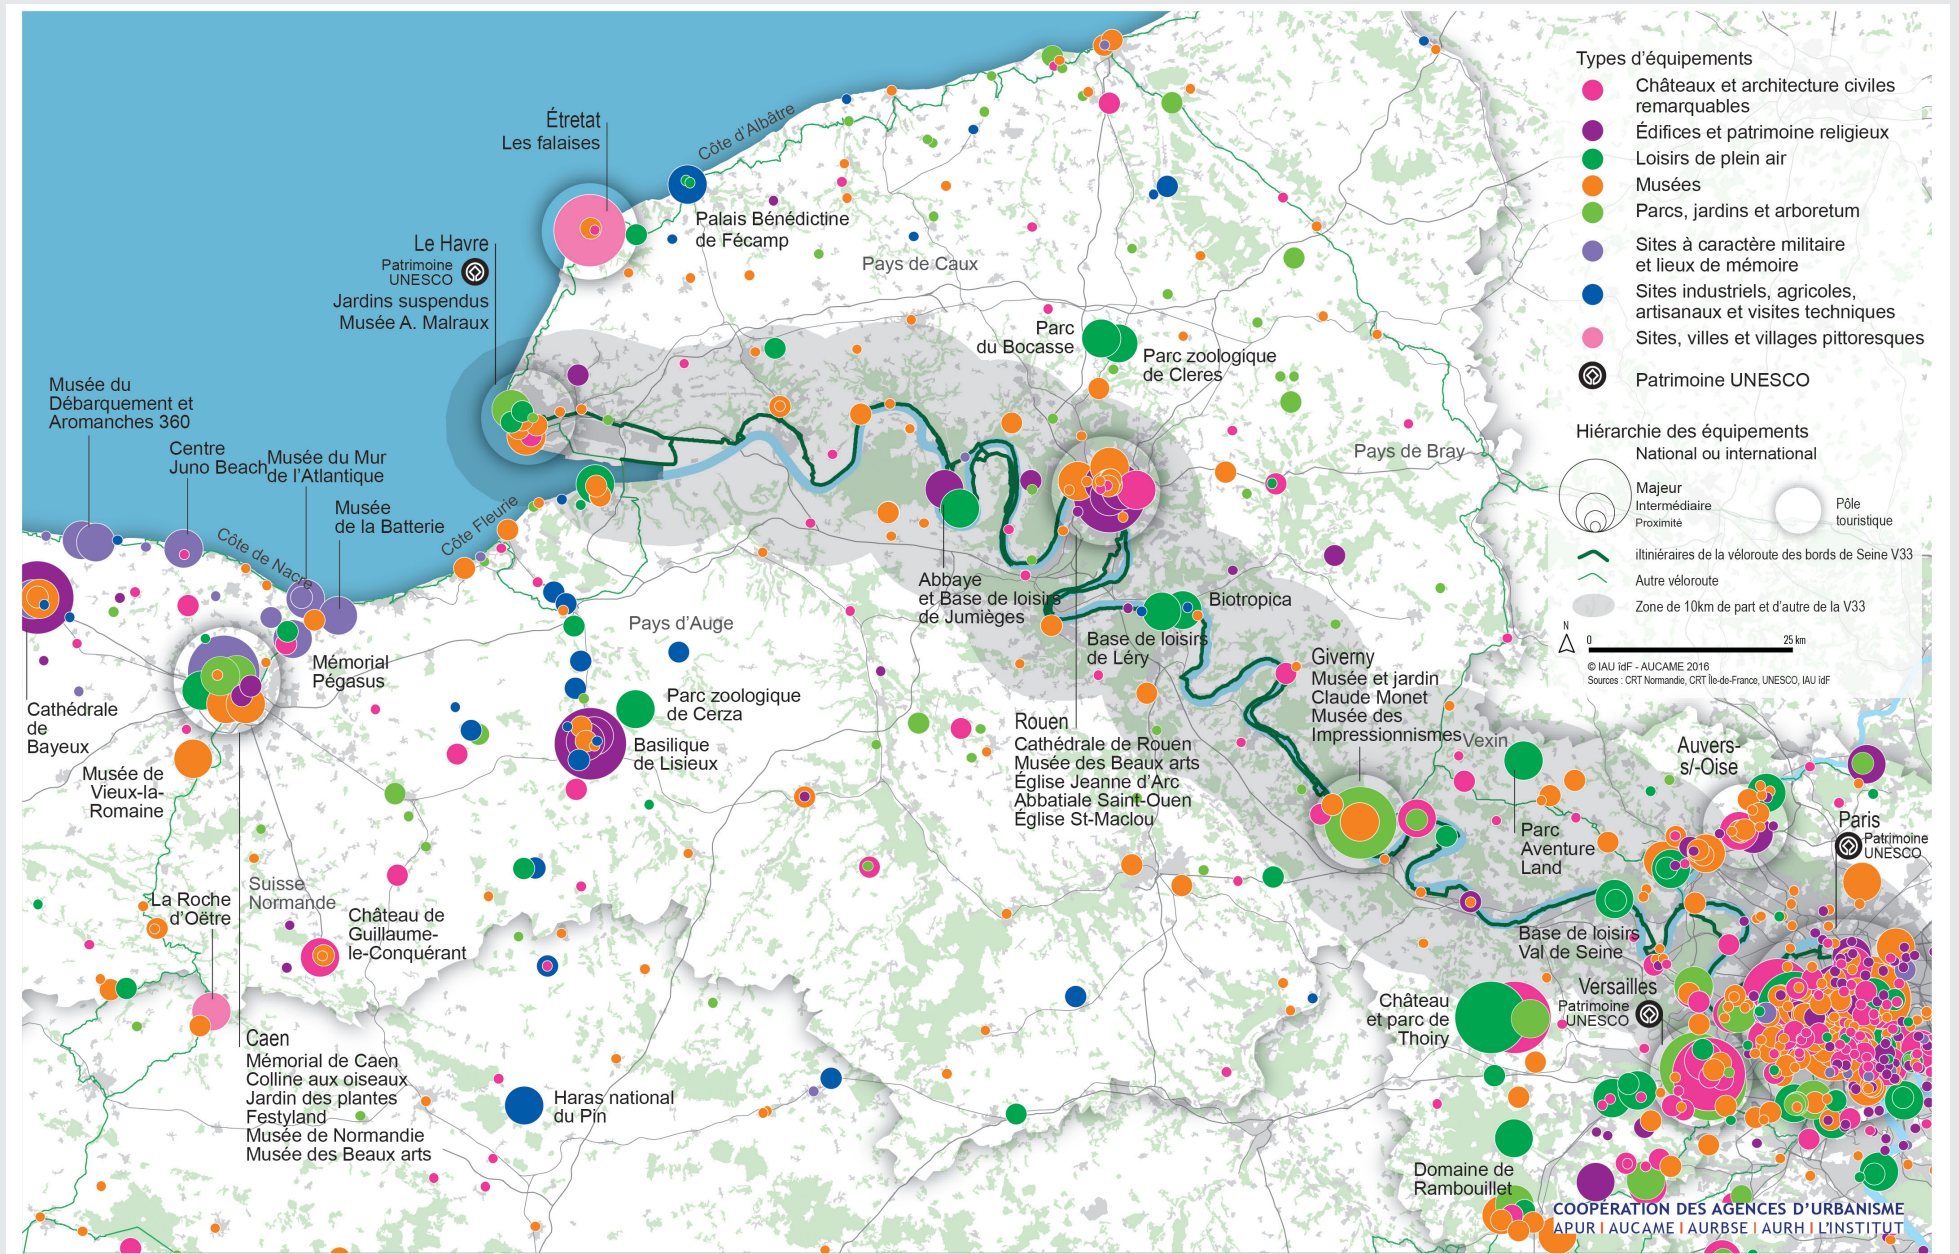 Types d'équipements
Châteaux et architecture civiles
remarquables
Édifices et patrimoine religieux
Loisirs de plein air
Musées
Parcs, jardins et arboretum
Sites à caractère militaire
et lieux de mémoire
Sites industriels, agricoles,
artisanaux et visites techniques
Sites, villes et villages pittoresques
Patrimoine UNESCO
Hiérarchie des équipements
National ou international
Majeur
Intermédiaire
Proximité
Pôle
touristique
iltiniéraires de la véloroute des bords de Seine V33
Autre véloroute
Zone de 10km de part et d'autre de la V33
N
0
25 km
© IAU îdF - AUCAME 2016
Sources : CRT Normandie, CRT Île-de-France, UNESCO, IAU îdF
Étretat
Les falaises
Côte d'Albâtre
Palais Bénédictine
de Fécamp
Le Havre
Patrimoine
UNESCO
Jardins suspendus
Musée A. Malraux
Pays de Caux
Parc
du Bocasse
Parc zoologique
de Cleres
Pays de Bray
Musée du
Débarquement et
Aromanches 360
Centre
Juno Beach
Musée du Mur
de l'Atlantique
Musée
de la Batterie
Côte de Nacre
Côte Fleurie
Abbaye
et Base de loisirs
de Jumièges
Biotropica
Base de loisirs
de Léry
Pays d'Auge
Mémorial
Pégasus
Parc zoologique
de Cerza
Basilique
de Lisieux
Cathédrale
de
Bayeux
Musée de
Vieux-la-
Romaine
Giverny
Musée et jardin
Claude Monet
Musée des
Impressionnismes
Vexin
Rouen
Cathédrale de Rouen
Musée des Beaux arts
Église Jeanne d'Arc
Abbatiale Saint-Ouen
Église St-Maclou
Auvers-
s/-Oise
Parc
Aventure
Land
Paris
Patrimoine
UNESCO
La Roche
d'Oëtre
Suisse
Normande
Château de
Guillaume-
le-Conquérant
Base de loisirs
Val de Seine
Versailles
Patrimoine
UNESCO
Château
et parc de
Thoiry
Caen
Mémorial de Caen
Colline aux oiseaux
Jardin des plantes
Festyland
Musée de Normandie
Musée des Beaux arts
Haras national
du Pin
Domaine de
Rambouillet
COOPÉRATION DES AGENCES D'URBANISME
APUR I AUCAME I AURBSE I AURH I L'INSTITUT